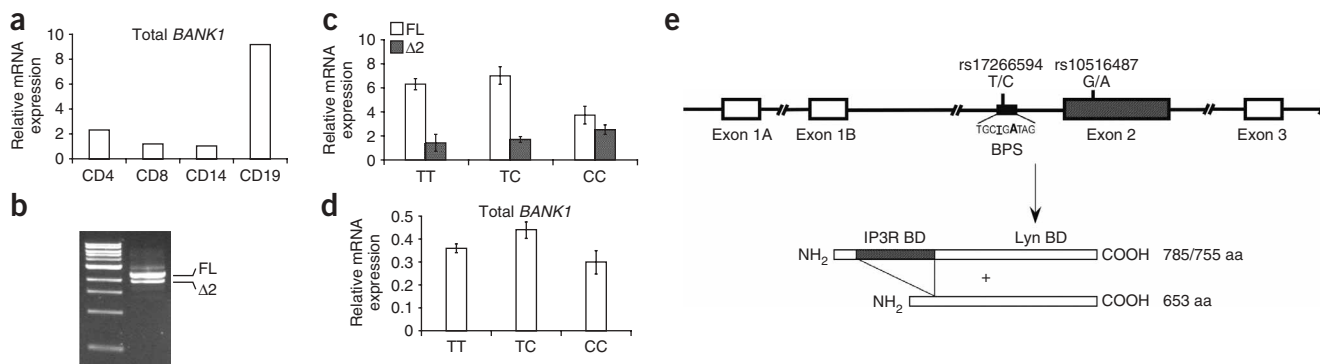 a
Total BANK1
Relative mRNA
expression
10
8
6
4
2
0
CD4 CD8 CD14 CD19
b
FL
Δ2
c
FL
Δ2
Relative mRNA
expression
10
8
6
4
2
0
TT TC CC
d
Total BANK1
Relative mRNA
expression
0.5
0.4
0.3
0.2
0.1
0
TT TC CC
e
rs17266594
T/C
rs10516487
G/A
Exon 1A
Exon 1B
TGCTGATAG
BPS
Exon 2
Exon 3
IP3R BD
Lyn BD
NH2 COOH 785/755 aa
+
NH2 COOH 653 aa